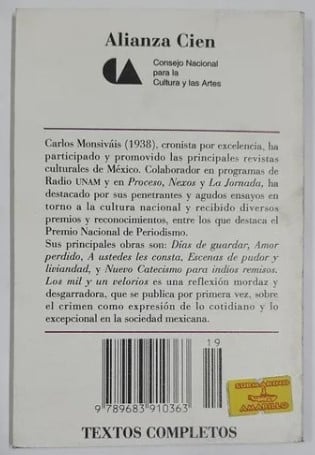 Alianza Cien
CA
Consejo Nacional
para la
Cultura y las Artes
Carlos Monsiváis (1938), cronista por excelencia, ha
participado y promovido las principales revistas
culturales de México. Colaborador en programas de
Radio UNAM y en Proceso, Nexos y La Jornada, ha
destacado por sus penetrantes y agudos ensayos en
torno a la cultura nacional y recibido diversos
premios y reconocimientos, entre los que destaca el
Premio Nacional de Periodismo.
Sus principales obras son: Días de guardar, Amor
perdido, A ustedes les consta, Escenas de pudor y
liviandad, y Nuevo Catecismo para indios remisos.
Los mil y un velorios es una reflexión mordaz y
desgarradora, que se publica por primera vez, sobre
el crimen como expresión de lo cotidiano y lo
excepcional en la sociedad mexicana.
19
9 789683 910363
SUBMARINO
AMARILLO
TEXTOS COMPLETOS